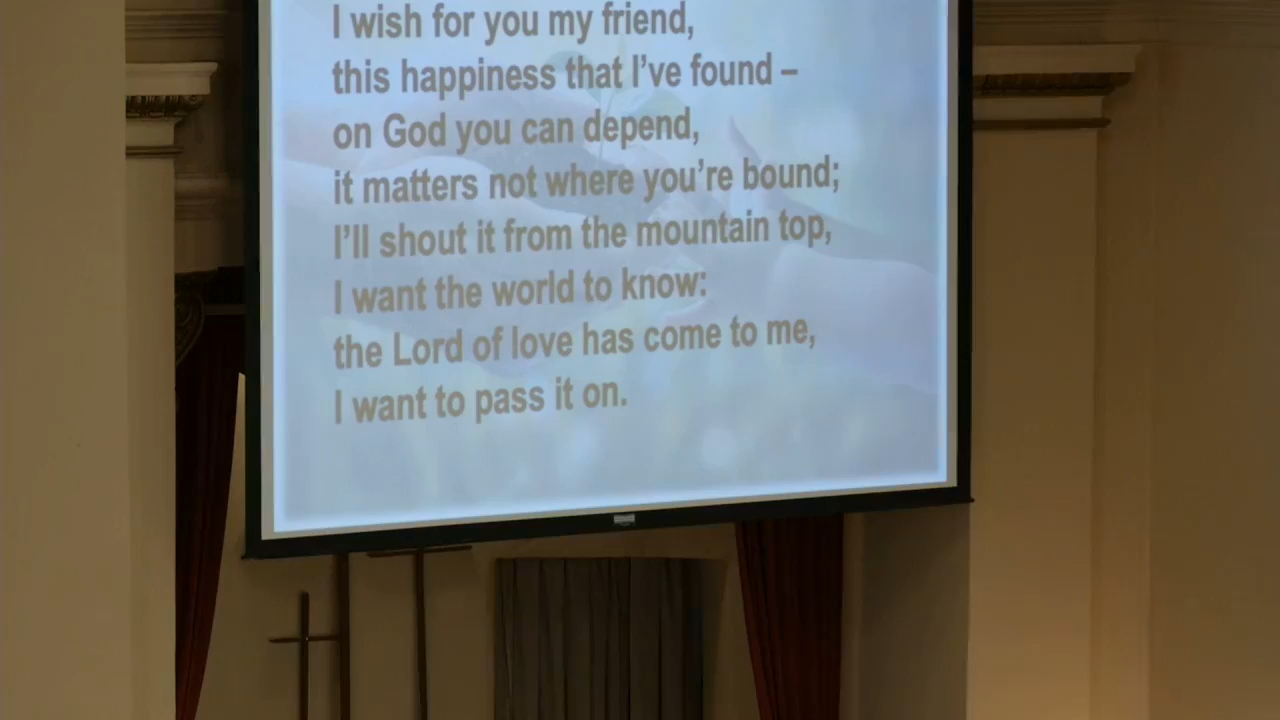 I wish for you my friend,
this happiness that I've found –
on God you can depend,
it matters not where you're bound;
I'll shout it from the mountain top,
I want the world to know:
the Lord of love has come to me,
I want to pass it on.